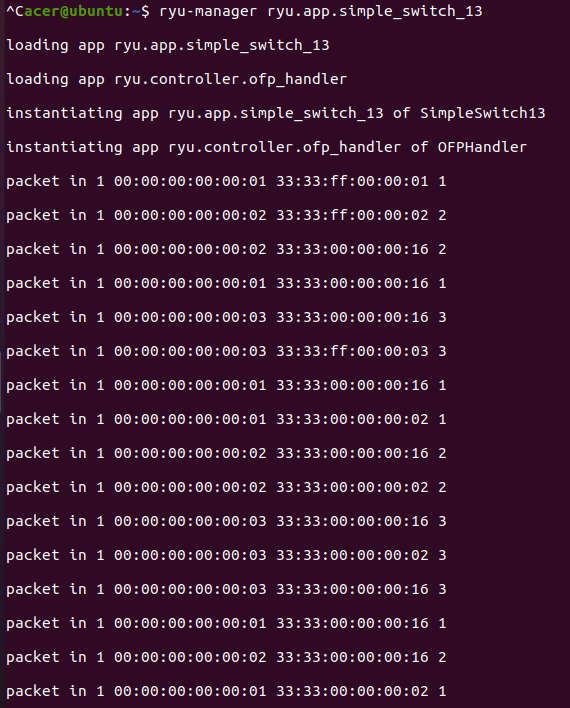 ^Cacer@ubuntu:~$ ryu-manager ryu.app.simple_switch_13
loading app ryu.app.simple_switch_13
loading app ryu.controller.ofp_handler
instantiating app ryu.app.simple_switch_13 of SimpleSwitch13
instantiating app ryu.controller.ofp_handler of OFPHandler
packet in 1 00:00:00:00:00:01 33:33:ff:00:00:01 1
packet in 1 00:00:00:00:00:02 33:33:ff:00:00:02 2
packet in 1 00:00:00:00:00:02 33:33:00:00:00:16 2
packet in 1 00:00:00:00:00:01 33:33:00:00:00:16 1
packet in 1 00:00:00:00:00:03 33:33:00:00:00:16 3
packet in 1 00:00:00:00:00:03 33:33:ff:00:00:03 3
packet in 1 00:00:00:00:00:01 33:33:00:00:00:16 1
packet in 1 00:00:00:00:00:01 33:33:00:00:00:02 1
packet in 1 00:00:00:00:00:02 33:33:00:00:00:16 2
packet in 1 00:00:00:00:00:02 33:33:00:00:00:02 2
packet in 1 00:00:00:00:00:03 33:33:00:00:00:16 3
packet in 1 00:00:00:00:00:03 33:33:00:00:00:02 3
packet in 1 00:00:00:00:00:03 33:33:00:00:00:16 3
packet in 1 00:00:00:00:00:01 33:33:00:00:00:16 1
packet in 1 00:00:00:00:00:02 33:33:00:00:00:16 2
packet in 1 00:00:00:00:00:01 33:33:00:00:00:02 1